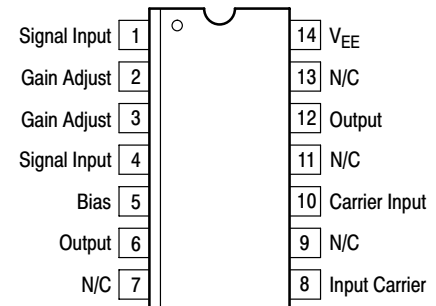 Signal Input 1 14 VEE
Gain Adjust 2 13 N/C
Gain Adjust 3 12 Output
Signal Input 4 11 N/C
Bias 5 10 Carrier Input
Output 6 9 N/C
N/C 7 8 Input Carrier